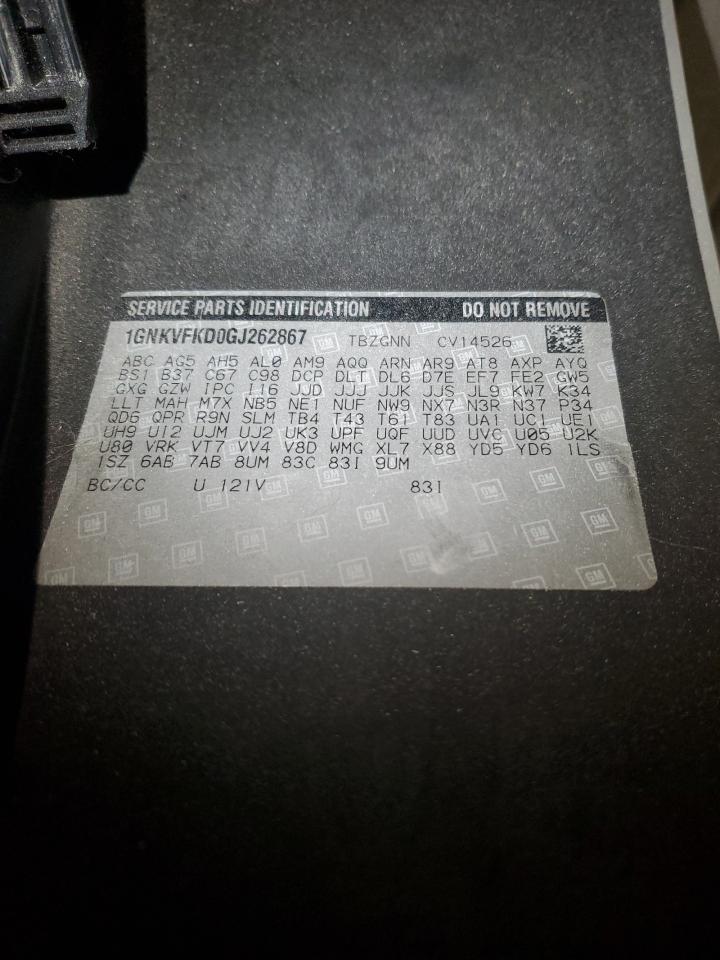 SERVICE PARTS IDENTIFICATION DO NOT REMOVE
1GNKVFKD0GJ262867 TBZGNN CV14526
ABC AG5 AH5 AL0 AM9 AQQ ARN AR9 AT8 AXP AYQ
BS1 B37 C67 C98 DCP DLT DL6 D7E EF7 FE2 GW5
GXG GZW IPC I16 JJD JJJ JJK JJS JL9 KW7 K34
LLT MAH M7X NB5 NE1 NUF NW9 NX7 N3R N37 P34
QD6 QPR R9N SLM TB4 T43 T61 T83 UA1 UC1 UE1
UH9 UI2 UJM UJ2 UK3 UPF UQF UUD UVC U05 U2K
U80 VRK VT7 VV4 V8D WMG XL7 X88 YD5 YD6 1LS
1SZ 6AB 7AB 8UM 83C 83I 9UM
BC/CC U 121V 83I